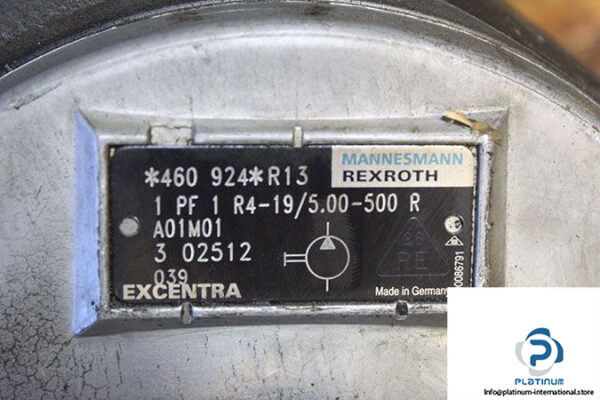 *460 924*R13
MANNESMANN
REXROTH
1 PF 1 R4-19/5.00-500 R
A01M01
3 02512
039
EXCENTRA
Made in Germany
00086791
PLATINUM
Info@platinum-international.store